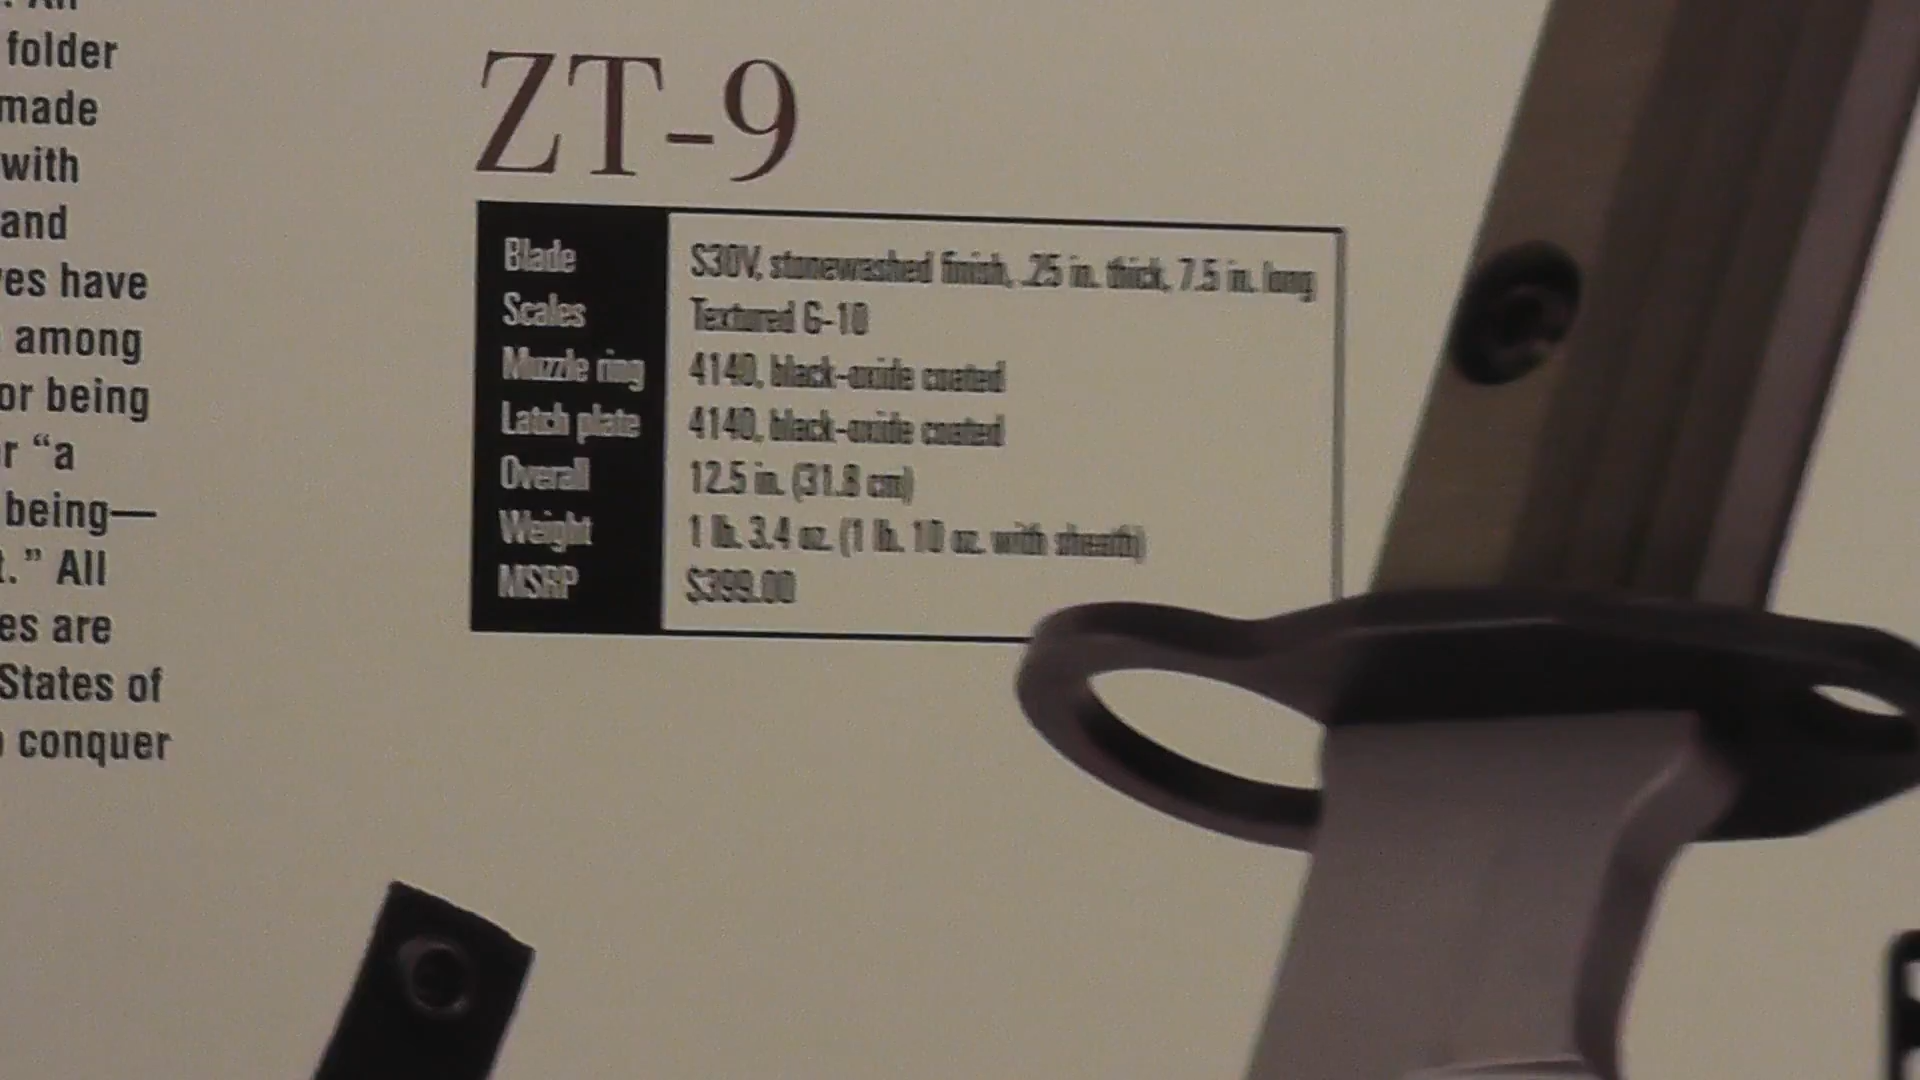 All
folder
made
with
and
es have
among
or being
r “a
being—
.” All
es are
States of
conquer
ZT-9
Blade S30V, stonewashed finish, .25 in. thick, 7.5 in. long
Scales Textured G-10
Muzzle ring 4140, black-oxide coated
Latch plate 4140, black-oxide coated
Overall 12.5 in. (31.8 cm)
Weight 1 lb. 3.4 oz. (1 lb. 10 oz. with sheath)
MSRP $399.00